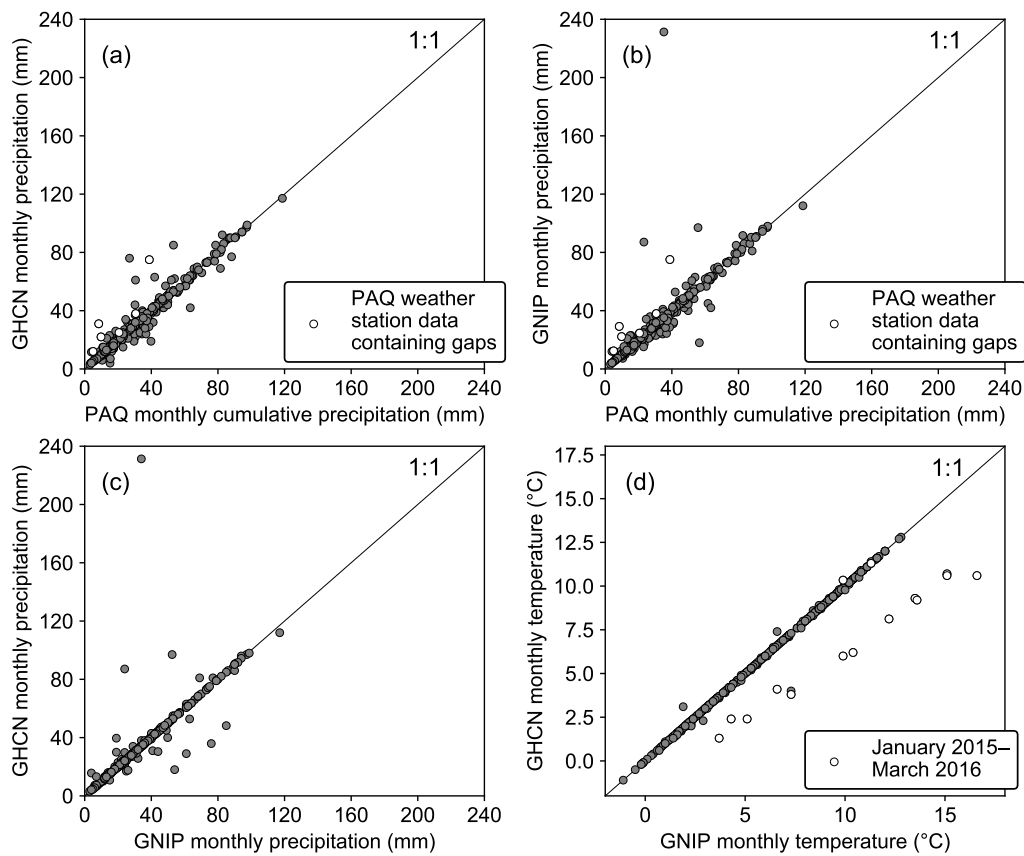 240
200
160
120
80
40
0
GHCN monthly precipitation (mm)
(a)
1:1
PAQ weather
station data
containing gaps
0 40 80 120 160 200 240
PAQ monthly cumulative precipitation (mm)
240
200
160
120
80
40
0
GNIP monthly precipitation (mm)
(b)
1:1
PAQ weather
station data
containing gaps
0 40 80 120 160 200 240
PAQ monthly cumulative precipitation (mm)
240
200
160
120
80
40
0
GHCN monthly precipitation (mm)
(c)
1:1
0 40 80 120 160 200 240
GNIP monthly precipitation (mm)
17.5
15.0
12.5
10.0
7.5
5.0
2.5
0.0
GHCN monthly temperature (°C)
(d)
1:1
January 2015–
March 2016
0 5 10 15
GNIP monthly temperature (°C)